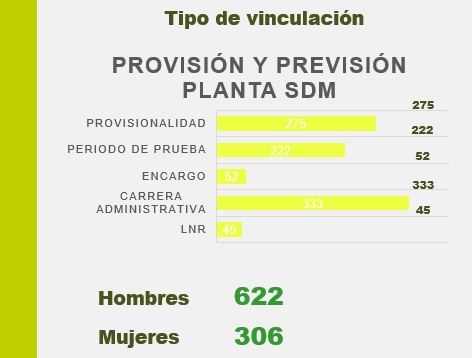 Tipo de vinculación
PROVISIÓN Y PREVISIÓN
PLANTA SDM
275
PROVISIONALIDAD 275
222
PERIODO DE PRUEBA 222
52
ENCARGO 52
333
CARRERA
ADMINISTRATIVA 333
45
LNR 45
Hombres 622
Mujeres 306